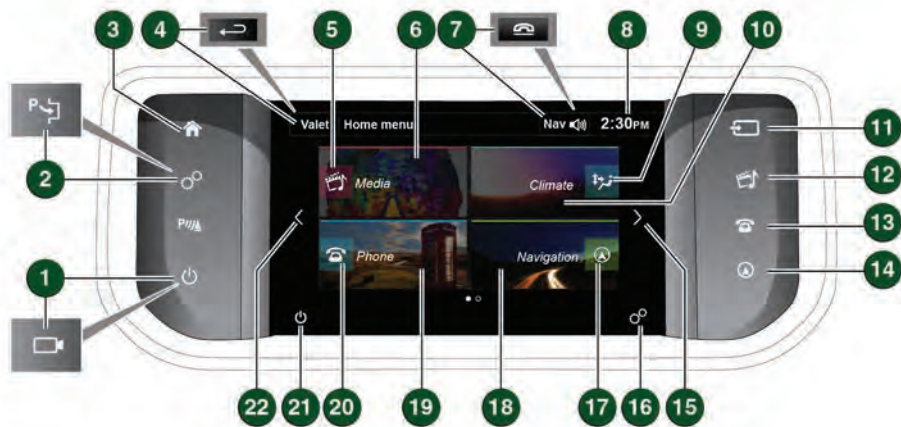 3 4 5 6 7 8 9 10
P
Valet Home menu Nav 2:30PM
11
2
Media Climate
12
P
13
Phone Navigation
1
14
22 21 20 19 18 17 16 15